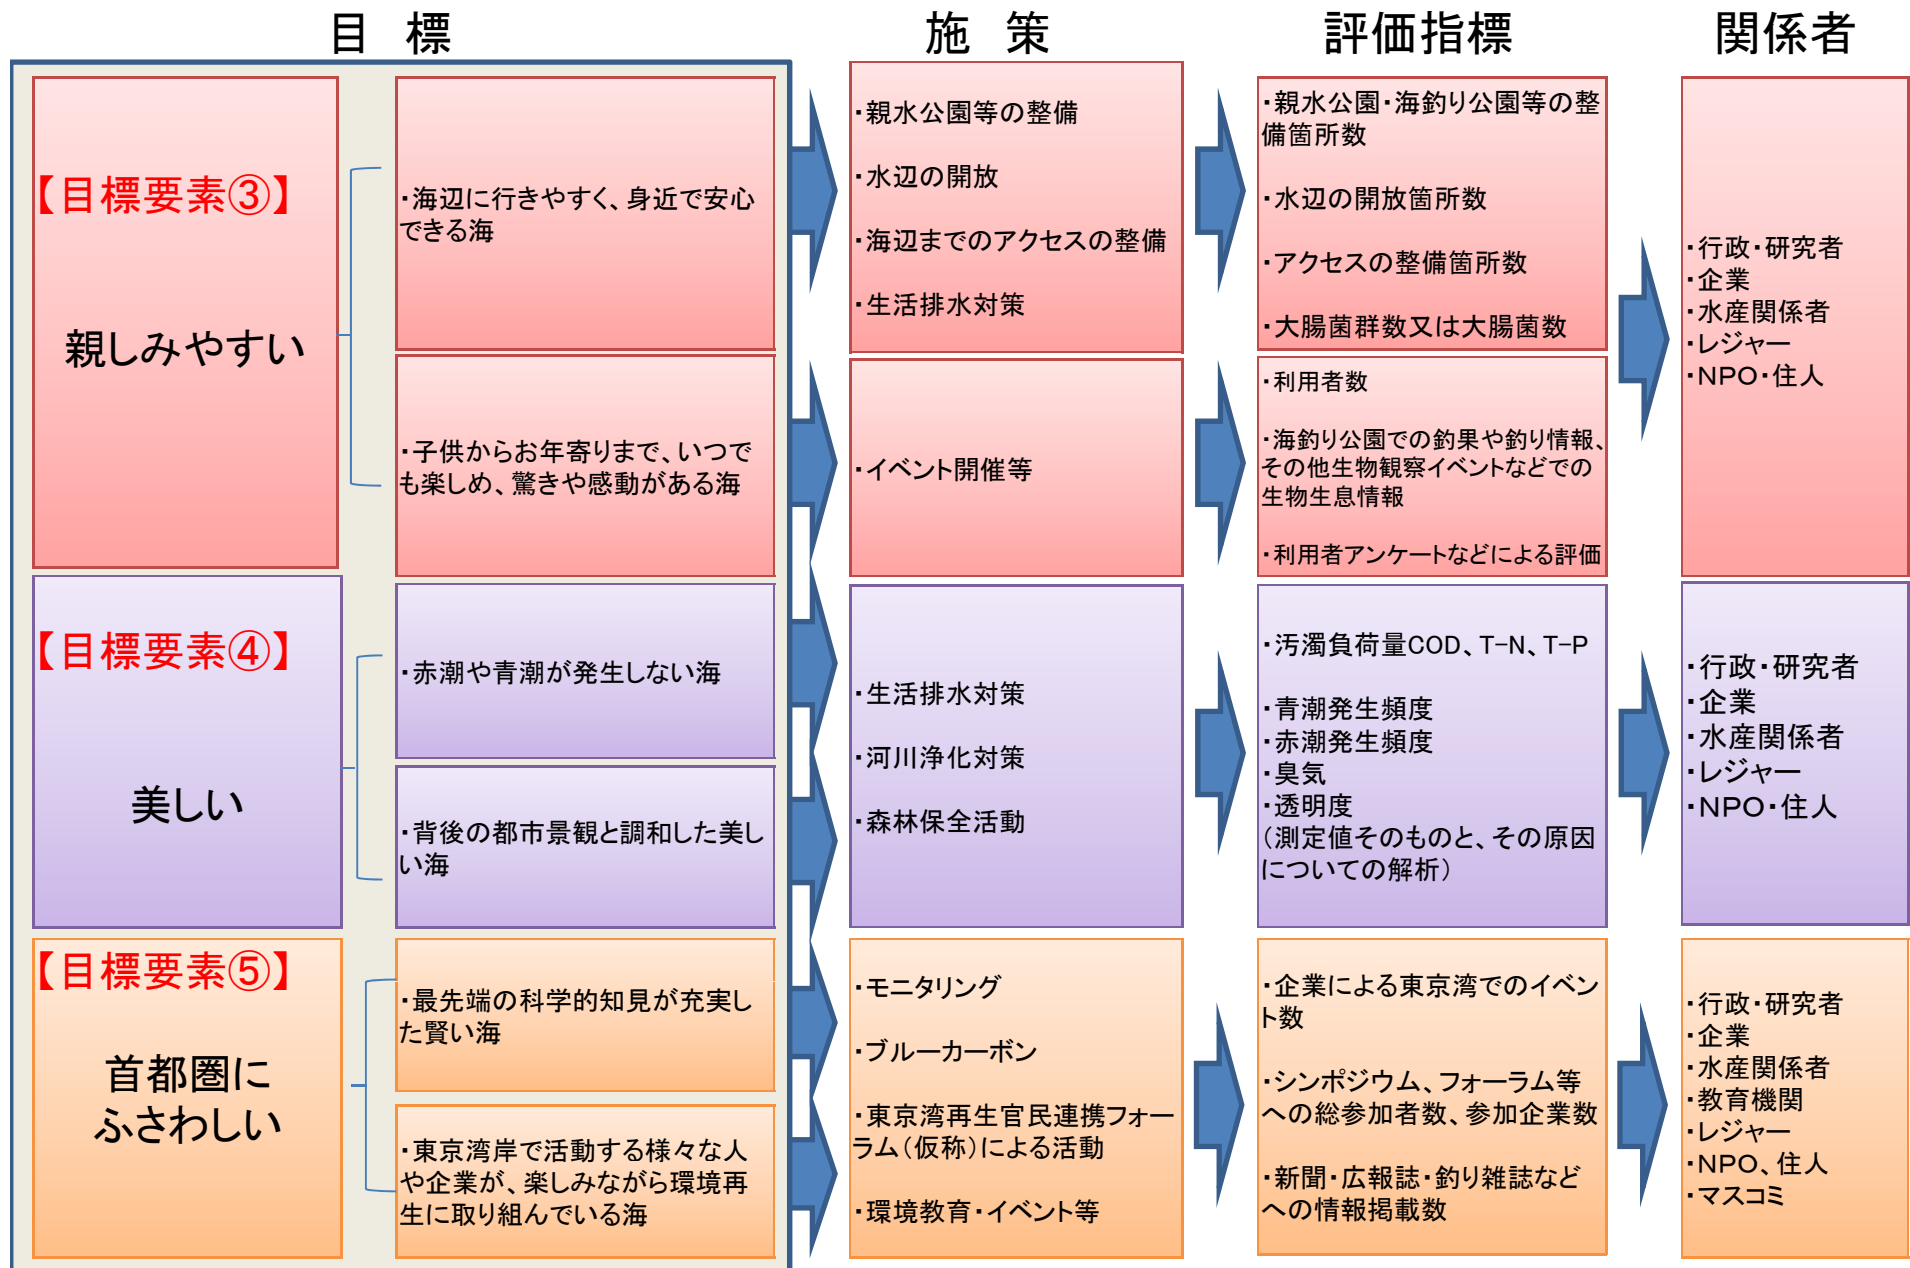 目 標
施 策
評価指標
関係者
【目標要素③】
親しみやすい
・海辺に行きやすく、身近で安心
できる海
・子供からお年寄りまで、いつで
も楽しめ、驚きや感動がある海
・親水公園等の整備
・水辺の開放
・海辺までのアクセスの整備
・生活排水対策
・イベント開催等
・親水公園・海釣り公園等の整
備箇所数
・水辺の開放箇所数
・アクセスの整備箇所数
・大腸菌群数又は大腸菌数
・利用者数
・海釣り公園での釣果や釣り情報、
その他生物観察イベントなどでの
生物生息情報
・利用者アンケートなどによる評価
・行政・研究者
・企業
・水産関係者
・レジャー
・NPO・住人
【目標要素④】
美しい
・赤潮や青潮が発生しない海
・背後の都市景観と調和した美し
い海
・生活排水対策
・河川浄化対策
・森林保全活動
・汚濁負荷量COD、T-N、T-P
・青潮発生頻度
・赤潮発生頻度
・臭気
・透明度
（測定値そのものと、その原因
についての解析）
・行政・研究者
・企業
・水産関係者
・レジャー
・NPO・住人
【目標要素⑤】
首都圏に
ふさわしい
・最先端の科学的知見が充実し
た賢い海
・東京湾岸で活動する様々な人
や企業が、楽しみながら環境再
生に取り組んでいる海
・モニタリング
・ブルーカーボン
・東京湾再生官民連携フォー
ラム（仮称）による活動
・環境教育・イベント等
・企業による東京湾でのイベン
ト数
・シンポジウム、フォーラム等
への総参加者数、参加企業数
・新聞・広報誌・釣り雑誌など
への情報掲載数
・行政・研究者
・企業
・水産関係者
・教育機関
・レジャー
・NPO、住人
・マスコミ